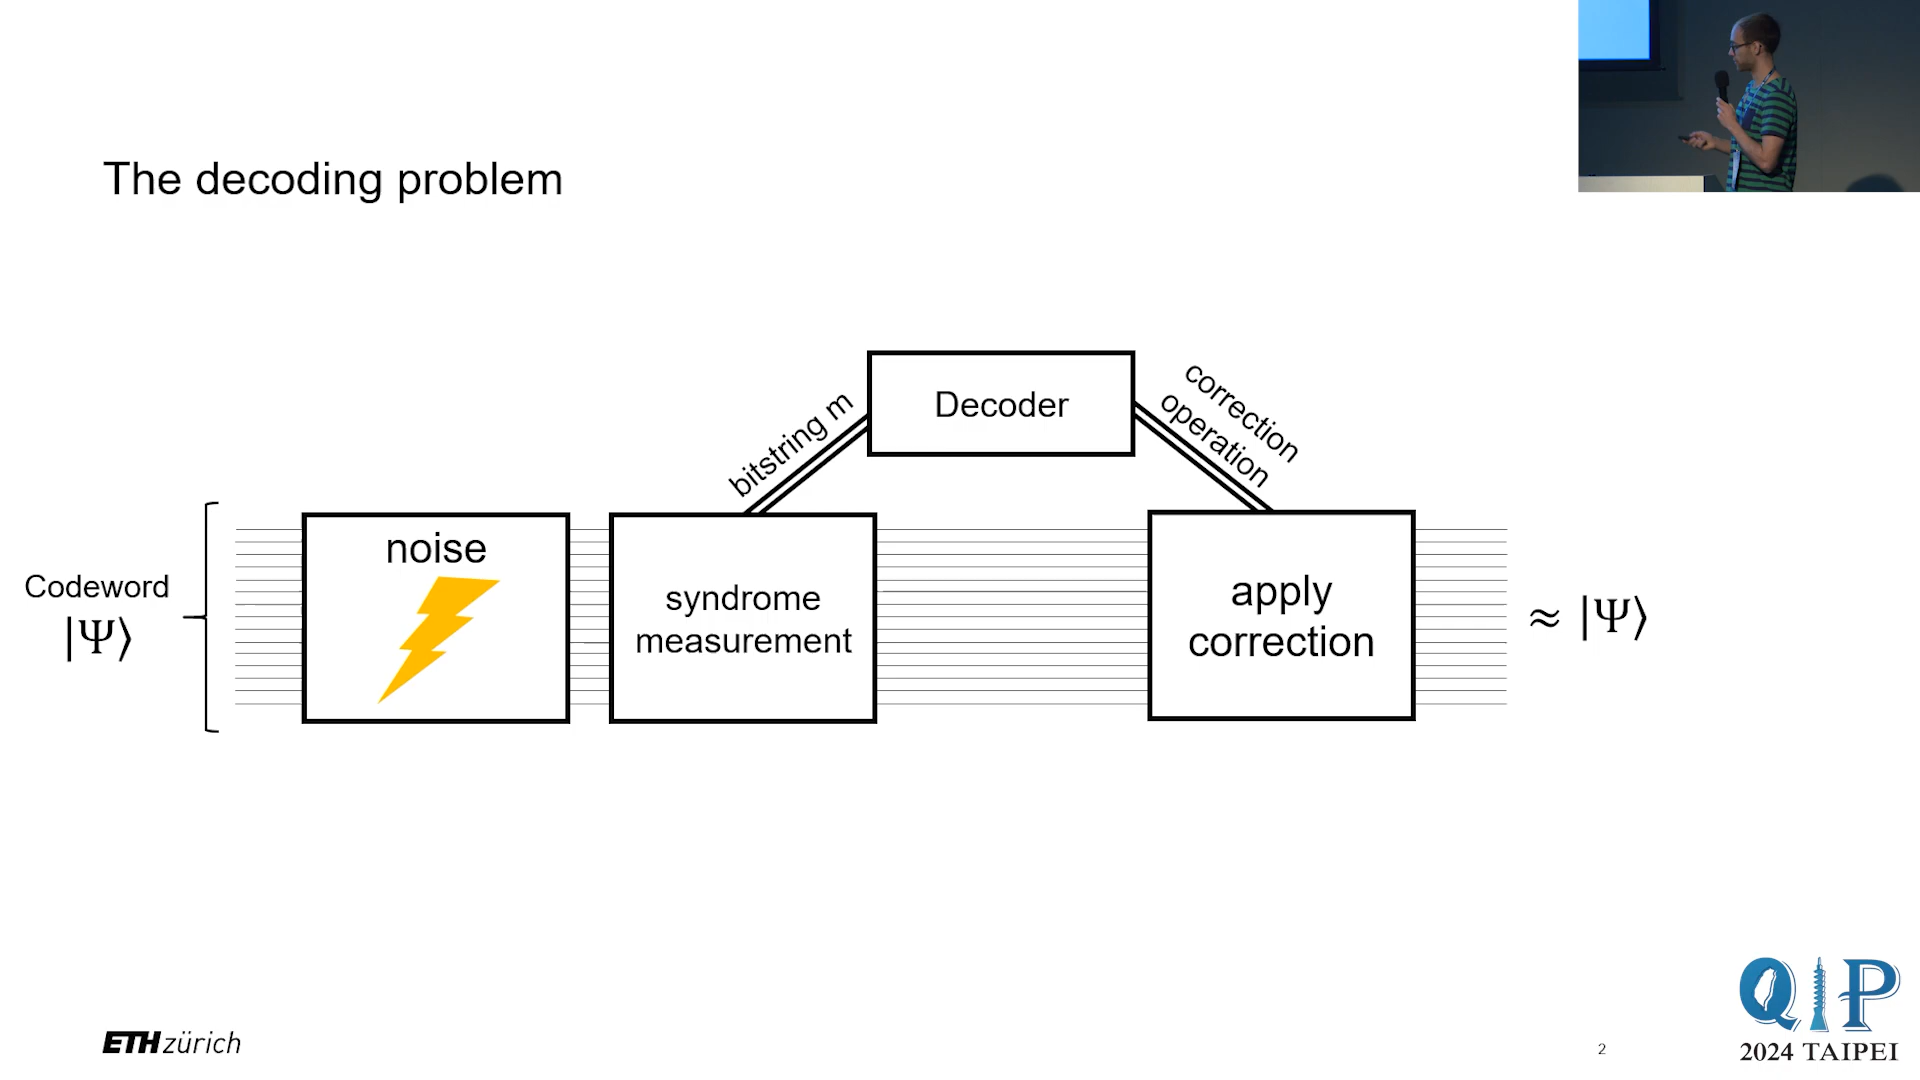 The decoding problem
Decoder
bitstring m
correction
operation
noise
syndrome
measurement
apply
correction
Codeword
|Ψ⟩
≈ |Ψ⟩
ETH zürich
2
QIP
2024 TAIPEI